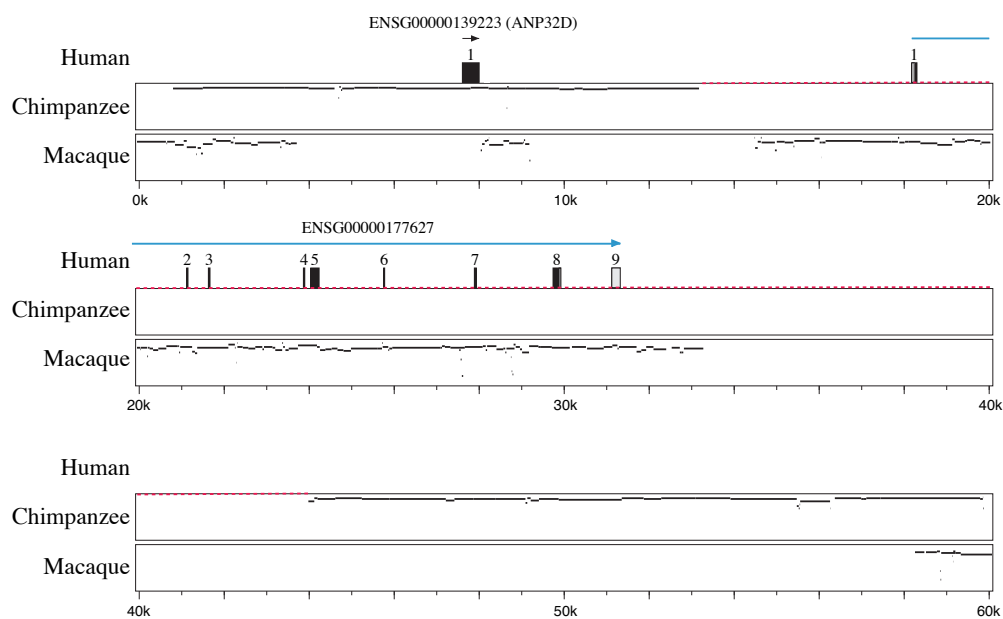 ENSG00000139223 (ANP32D)
Human 1 1
Chimpanzee
Macaque
0k 10k 20k
ENSG00000177627
Human 2 3 4 5 6 7 8 9
Chimpanzee
Macaque
20k 30k 40k
Human
Chimpanzee
Macaque
40k 50k 60k